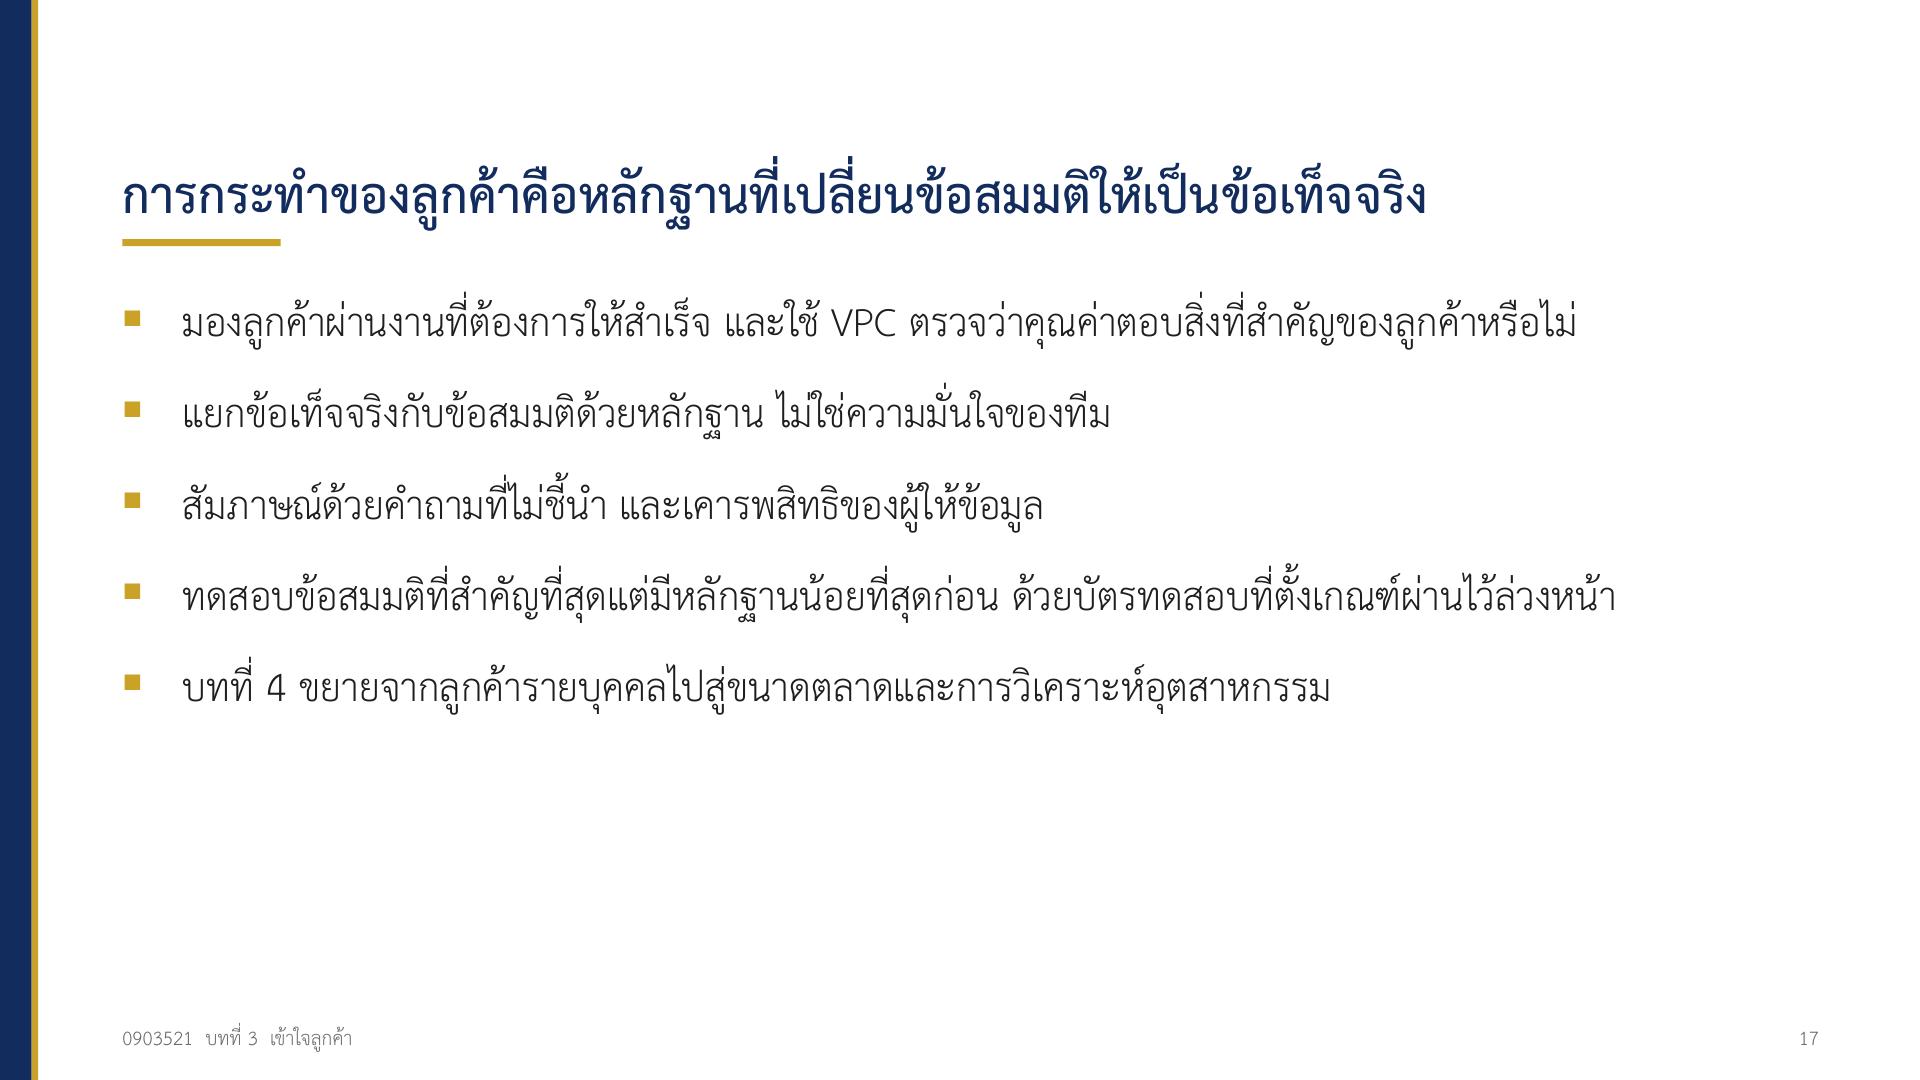 การกระทำของลูกค้าคือหลักฐานที่เปลี่ยนข้อสมมติให้เป็นข้อเท็จจริง
▪ มองลูกค้าผ่านงานที่ต้องการให้สำเร็จ และใช้ VPC ตรวจว่าคุณค่าตอบสิ่งที่สำคัญของลูกค้าหรือไม่
▪ แยกข้อเท็จจริงกับข้อสมมติด้วยหลักฐาน ไม่ใช่ความมั่นใจของทีม
▪ สัมภาษณ์ด้วยคำถามที่ไม่ชี้นำ และเคารพสิทธิของผู้ให้ข้อมูล
▪ ทดสอบข้อสมมติที่สำคัญที่สุดแต่มีหลักฐานน้อยที่สุดก่อน ด้วยบัตรทดสอบที่ตั้งเกณฑ์ผ่านไว้ล่วงหน้า
▪ บทที่ 4 ขยายจากลูกค้ารายบุคคลไปสู่ขนาดตลาดและการวิเคราะห์อุตสาหกรรม
0903521 บทที่ 3 เข้าใจลูกค้า
17